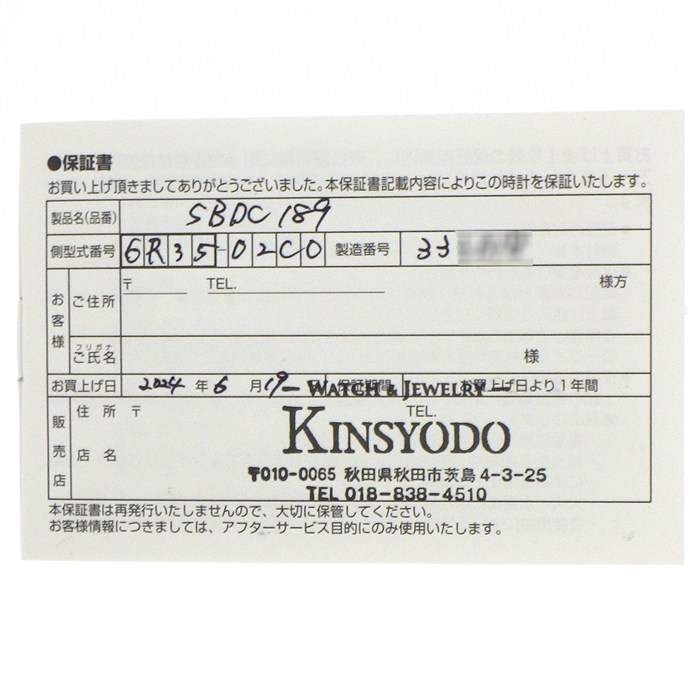 ●保証書
お買い上げ頂きましてありがとうございました。本保証書記載内容によりこの時計を保証いたします。
製品名(品番) SBDC189
側型式番号 6R35-02C0 製造番号 33
お客様 ご住所 〒 TEL. 様方
フリガナ
ご氏名 様
お買上げ日 2024 年 6 月 19 日 保証期間 お買上げ日より1年間
WATCH & JEWELRY
販売店 住所 〒 TEL.
KINSYODO
店名
〒010-0065 秋田県秋田市茨島4-3-25
TEL 018-838-4510
本保証書は再発行いたしませんので、大切に保管してください。
お客様情報につきましては、アフターサービス目的にのみ使用いたします。